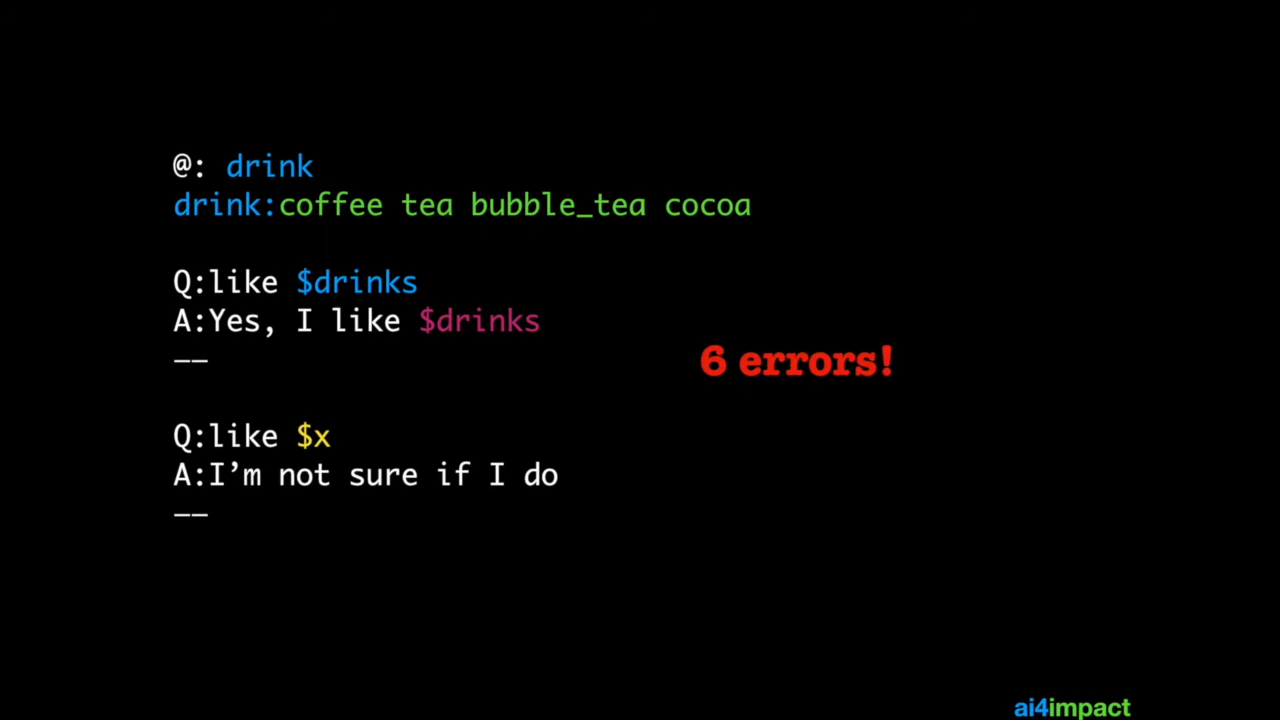 @: drink
drink:coffee tea bubble_tea cocoa
Q:like $drinks
A:Yes, I like $drinks
––
6 errors!
Q:like $x
A:I’m not sure if I do
––
ai4impact